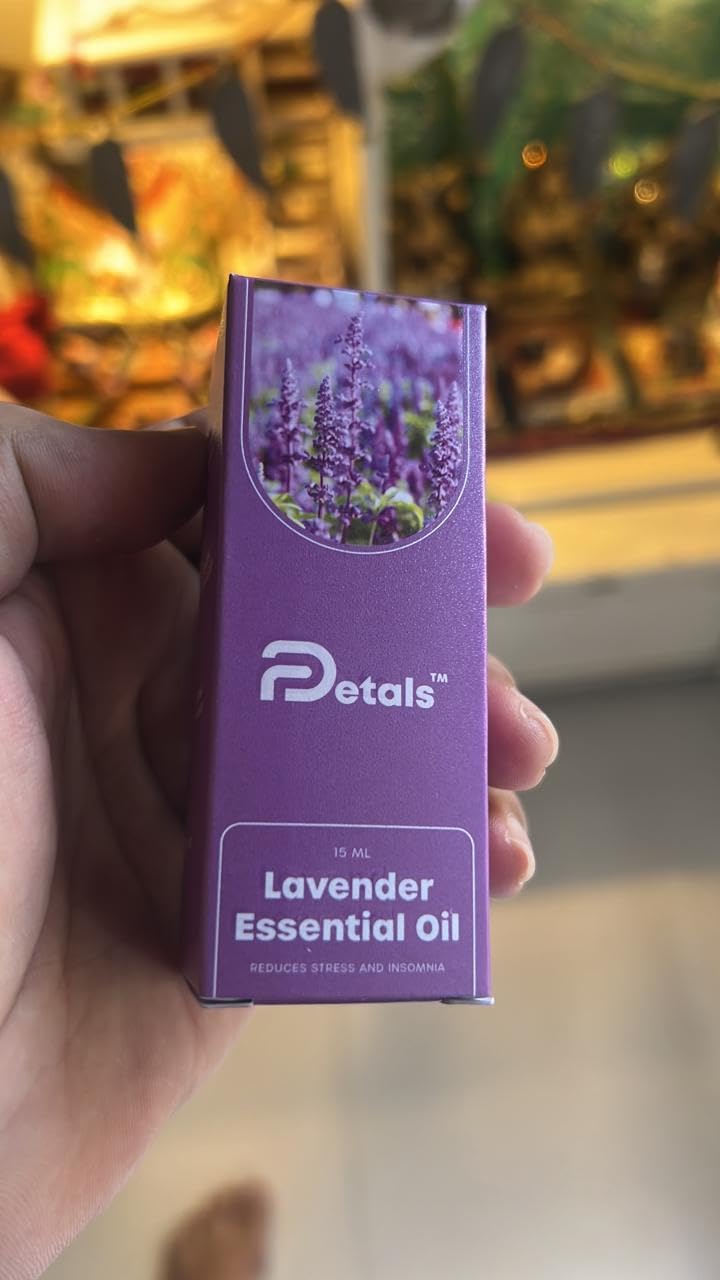 Petals™
15 ML
Lavender
Essential Oil
REDUCES STRESS AND INSOMNIA